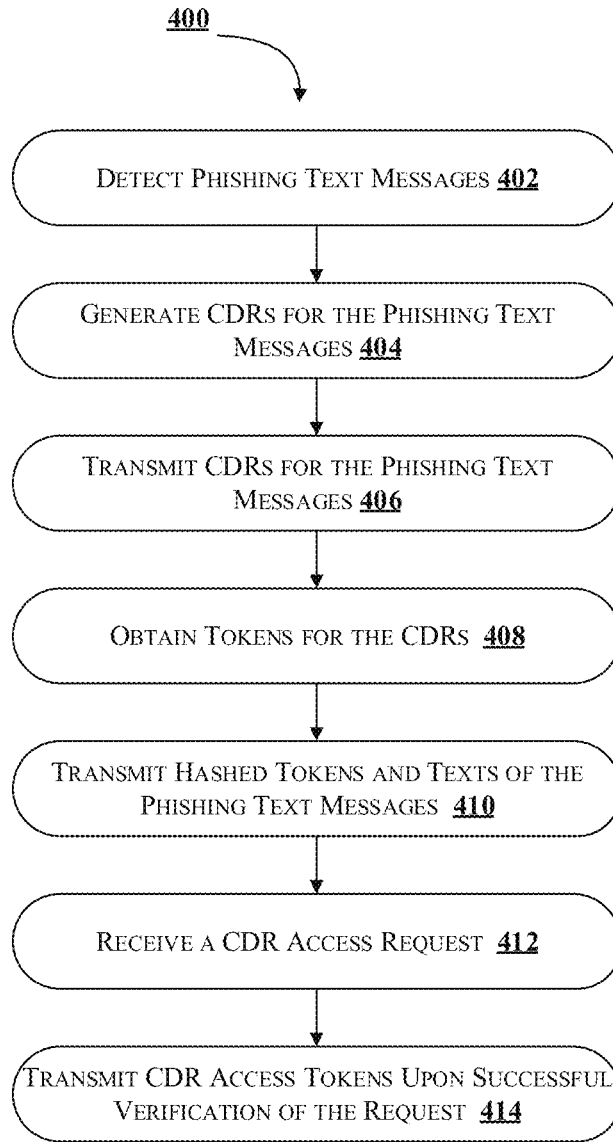 400
DETECT PHISHING TEXT MESSAGES 402
GENERATE CDRS FOR THE PHISHING TEXT
MESSAGES 404
TRANSMIT CDRS FOR THE PHISHING TEXT
MESSAGES 406
OBTAIN TOKENS FOR THE CDRS 408
TRANSMIT HASHED TOKENS AND TEXTS OF THE
PHISHING TEXT MESSAGES 410
RECEIVE A CDR ACCESS REQUEST 412
TRANSMIT CDR ACCESS TOKENS UPON SUCCESSFUL
VERIFICATION OF THE REQUEST 414